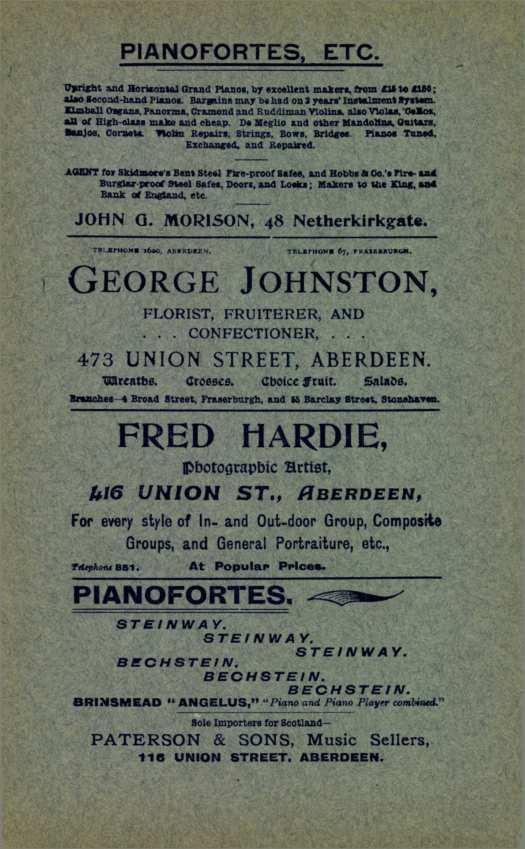 PIANOFORTES, ETC.
Upright and Horizontal Grand Pianos, by excellent makers, from £15 to £150;
also Second-hand Pianos. Bargains may be had on 3 years' Instalment System.
Kimball Organs, Panorma, Cramond and Ruddiman Violins, also Violas, 'Cellos,
all of High-class make and cheap. De Meglio and other Mandolins, Guitars,
Banjos, Cornets. Violin Repairs, Strings, Bows, Bridges. Pianos Tuned,
Exchanged, and Repaired.
AGENT for Skidmore's Bent Steel Fire-proof Safes, and Hobbs & Co.'s Fire- and
Burglar-proof Steel Safes, Doors, and Locks; Makers to the King, and
Bank of England, etc.
JOHN G. MORISON, 48 Netherkirkgate.
TELEPHONE 1600, ABERDEEN. TELEPHONE 67, FRASERBURGH.
GEORGE JOHNSTON,
FLORIST, FRUITERER, AND
. . . CONFECTIONER, . . .
473 UNION STREET, ABERDEEN.
Wreaths. Crosses. Choice Fruit. Salads.
Branches—4 Broad Street, Fraserburgh, and 55 Barclay Street, Stonehaven.
FRED HARDIE,
Photographic Artist,
416 UNION ST., ABERDEEN,
For every style of In- and Out-door Group, Composite
Groups, and General Portraiture, etc.,
Telephone 881. At Popular Prices.
PIANOFORTES.
STEINWAY.
STEINWAY.
STEINWAY.
BECHSTEIN.
BECHSTEIN.
BECHSTEIN.
BRINSMEAD "ANGELUS," "Piano and Piano Player combined."
Sole Importers for Scotland—
PATERSON & SONS, Music Sellers,
116 UNION STREET, ABERDEEN.